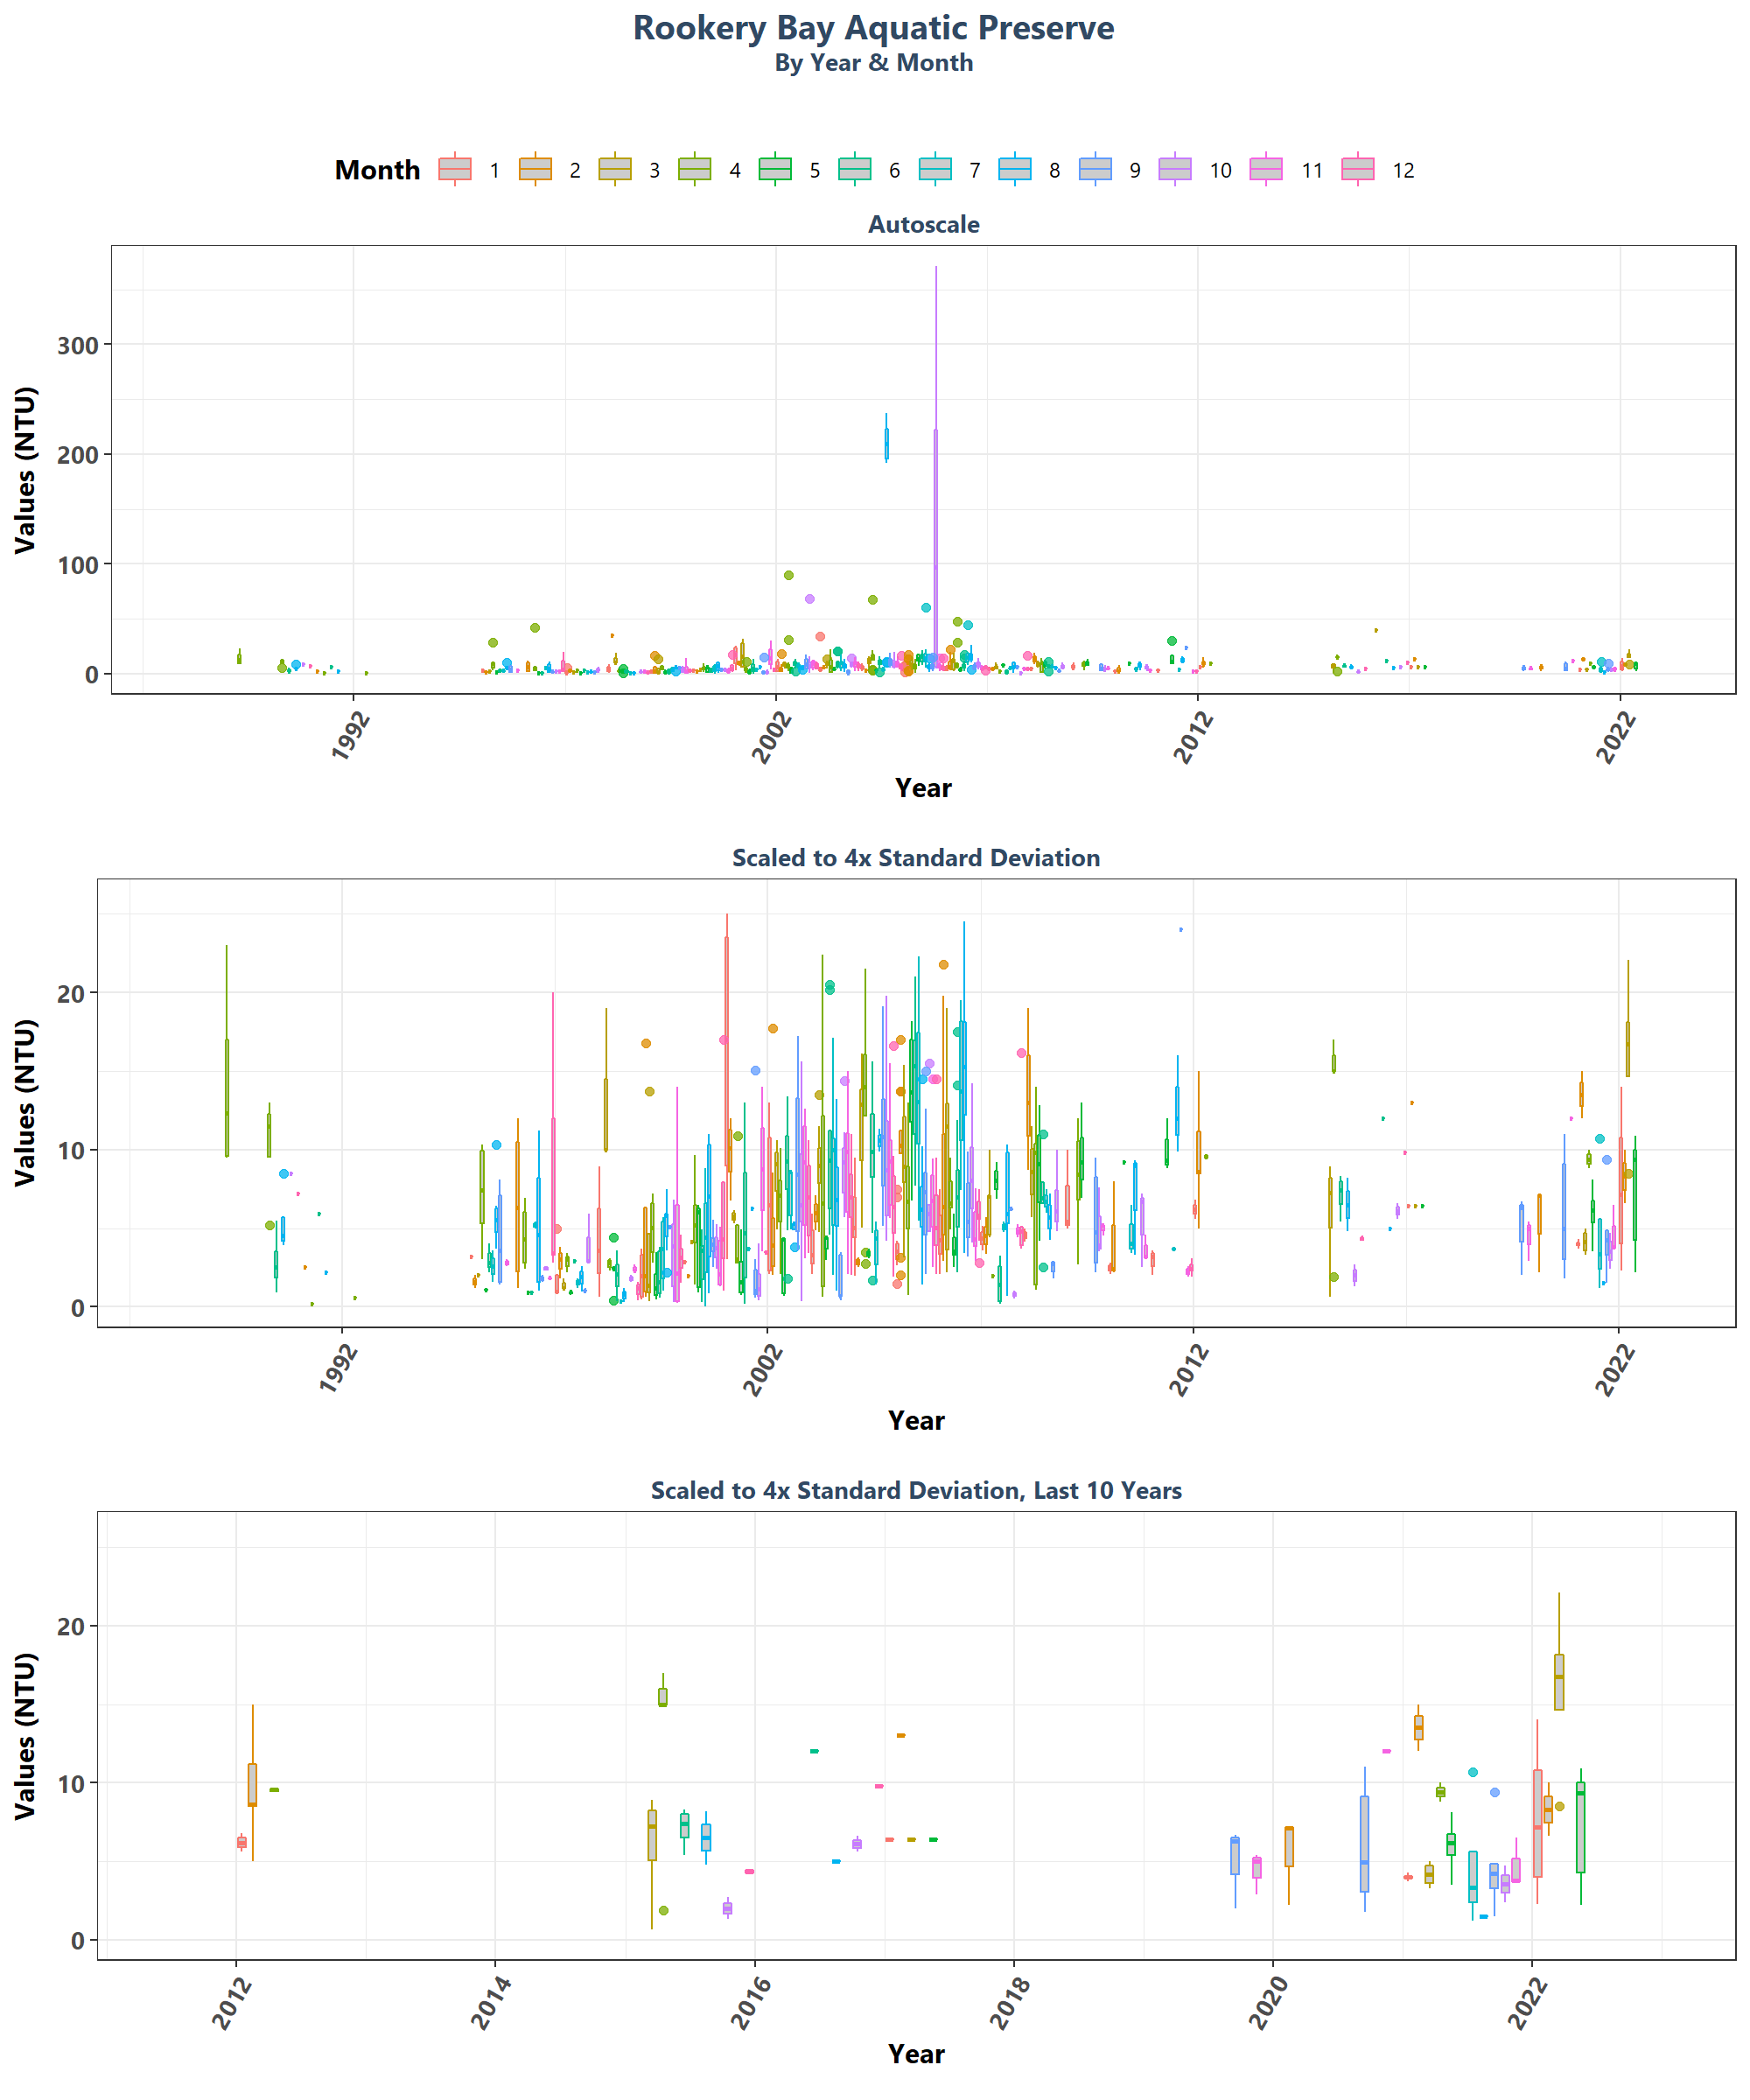 Rookery Bay Aquatic Preserve
By Year & Month
Month 1 2 3 4 5 6 7 8 9 10 11 12
Autoscale
Values (NTU)
300
200
100
0
1992 2002 2012 2022
Year
Scaled to 4x Standard Deviation
Values (NTU)
20
10
0
1992 2002 2012 2022
Year
Scaled to 4x Standard Deviation, Last 10 Years
Values (NTU)
20
10
0
2012 2014 2016 2018 2020 2022
Year